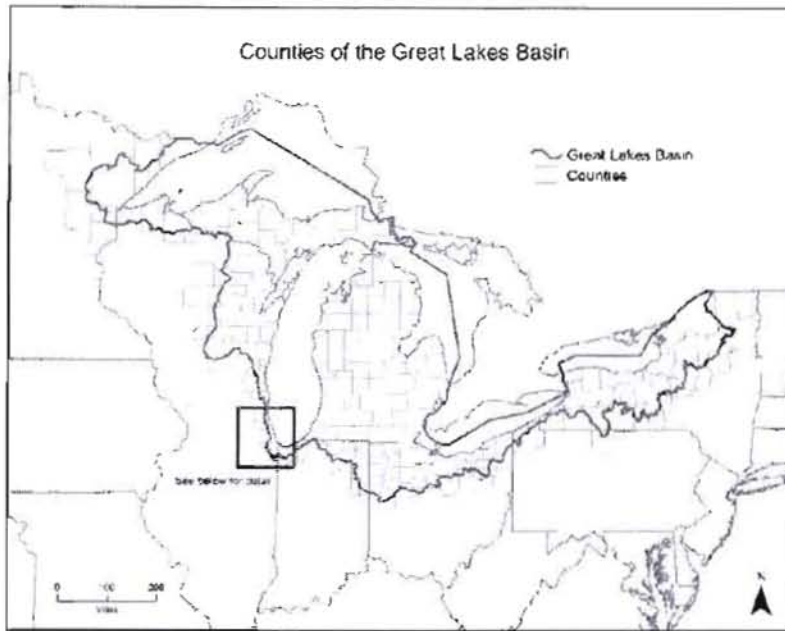 Counties of the Great Lakes Basin
Great Lakes Basin
Counties
See below for detail
0 100 200
Miles
N